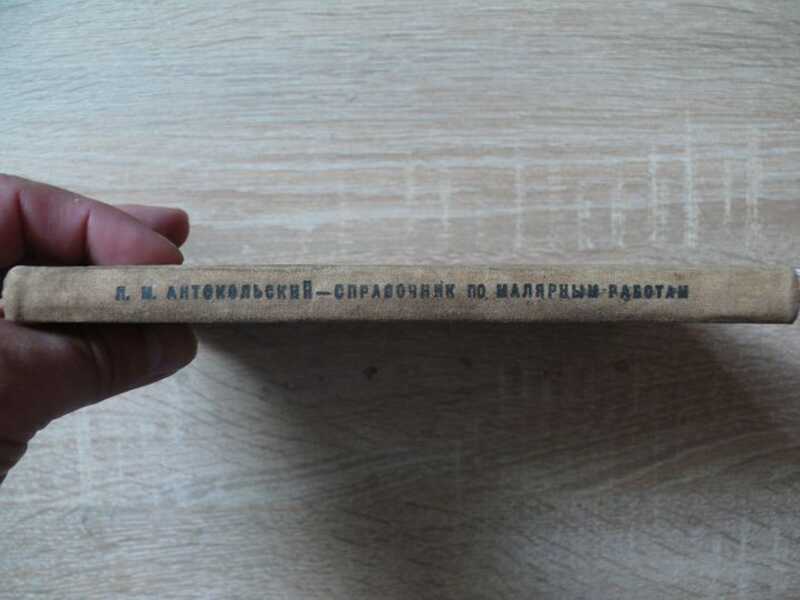 Л. М. АНТОКОЛЬСКИЙ — СПРАВОЧНИК ПО МАЛЯРНЫМ РАБОТАМ